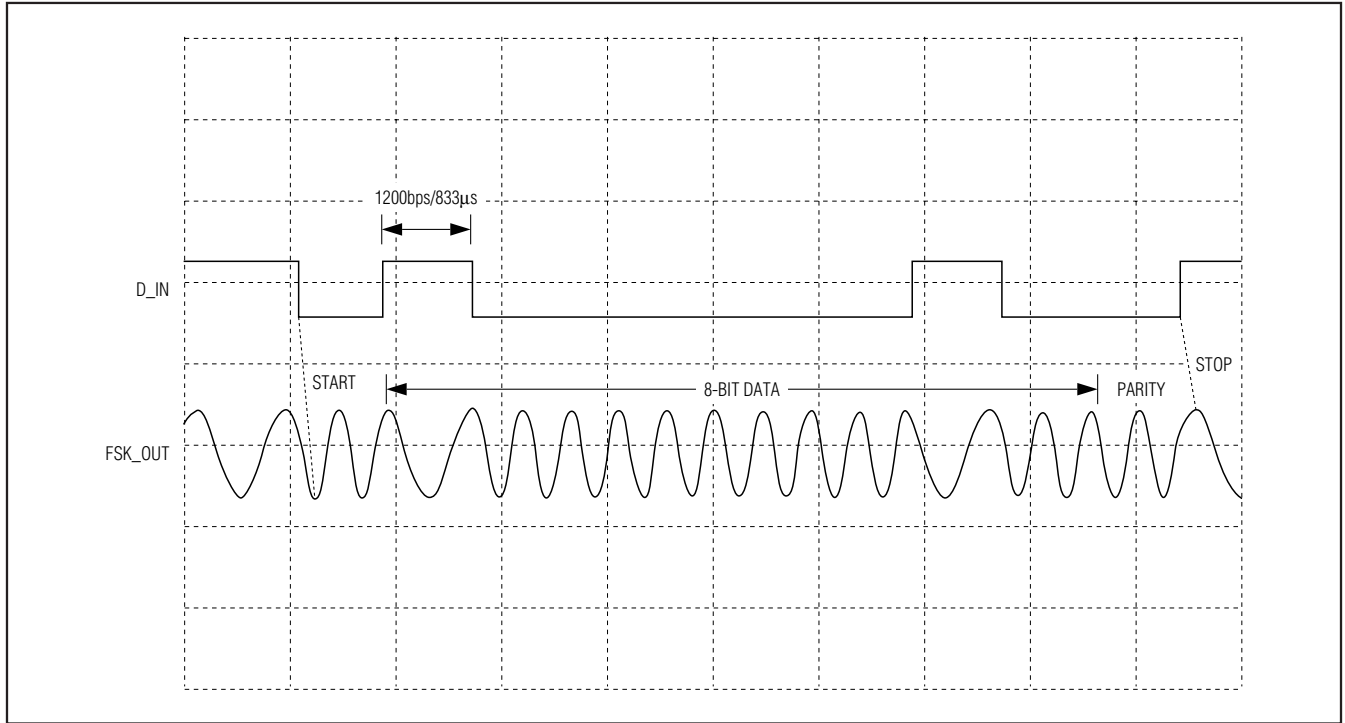 1200bps/833µs
D_IN
START
8-BIT DATA
PARITY
STOP
FSK_OUT